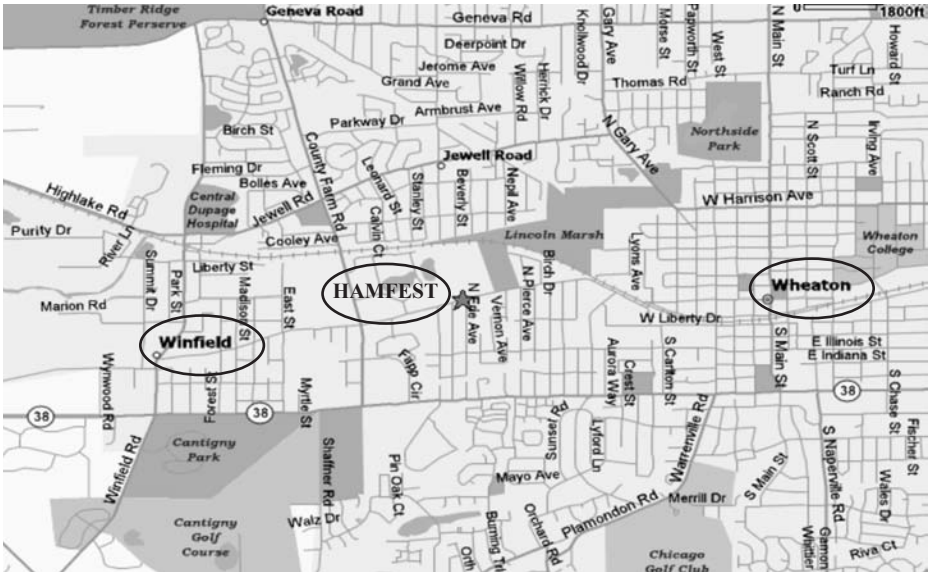 Timber Ridge
Forest Perserve
Geneva Road
Geneva Rd
Deerpoint Dr
Jerome Ave
Grand Ave
Armbrust Ave
Parkway Dr
Willow Rd
Herrick Dr
Knollwood Dr
Gary Ave
Morse St
Papworth St
West St
N Main St
0
1800ft
Howard St
Turf Ln
Ranch Rd
Thomas Rd
Northside
Park
N Scott St
Irving Ave
Birch St
Fleming Dr
Bolles Ave
County Farm Rd
Jewell Road
Leonard St
Stanley St
Beverly St
Nepil Ave
N Gary Ave
W Harrison Ave
Highlake Rd
Central
Dupage
Hospital
Jewell Rd
Cooley Ave
Calvin Ct
Lincoln Marsh
Lyons Ave
Wheaton
College
Purity Dr
River Ln
Summit Dr
Park St
Liberty St
Madison St
East St
HAMFEST
N Erie Ave
Vernon Ave
N Pierce Ave
Birch Dr
Wheaton
Marion Rd
W Liberty Dr
Winfield
Wynwood Rd
Forest St
Myrtle St
Fapp Cir
Aurora Way
Crest St
S Carlton St
S Main St
E Illinois St
E Indiana St
38
38
38
S Chase St
Fischer St
Winfield Rd
Cantigny
Park
Shaffner Rd
Pin Oak Ct
Sunset Rd
Lyford Ln
Warrenville Rd
Mayo Ave
S Main St
S Naperville Rd
Wales Dr
Cantigny
Golf
Course
Walz Dr
Orth
Burning Tri
Orchard Rd
Plamondon Rd
Merrill Dr
Chicago
Golf Club
Whittier
Gamon
Riva Ct